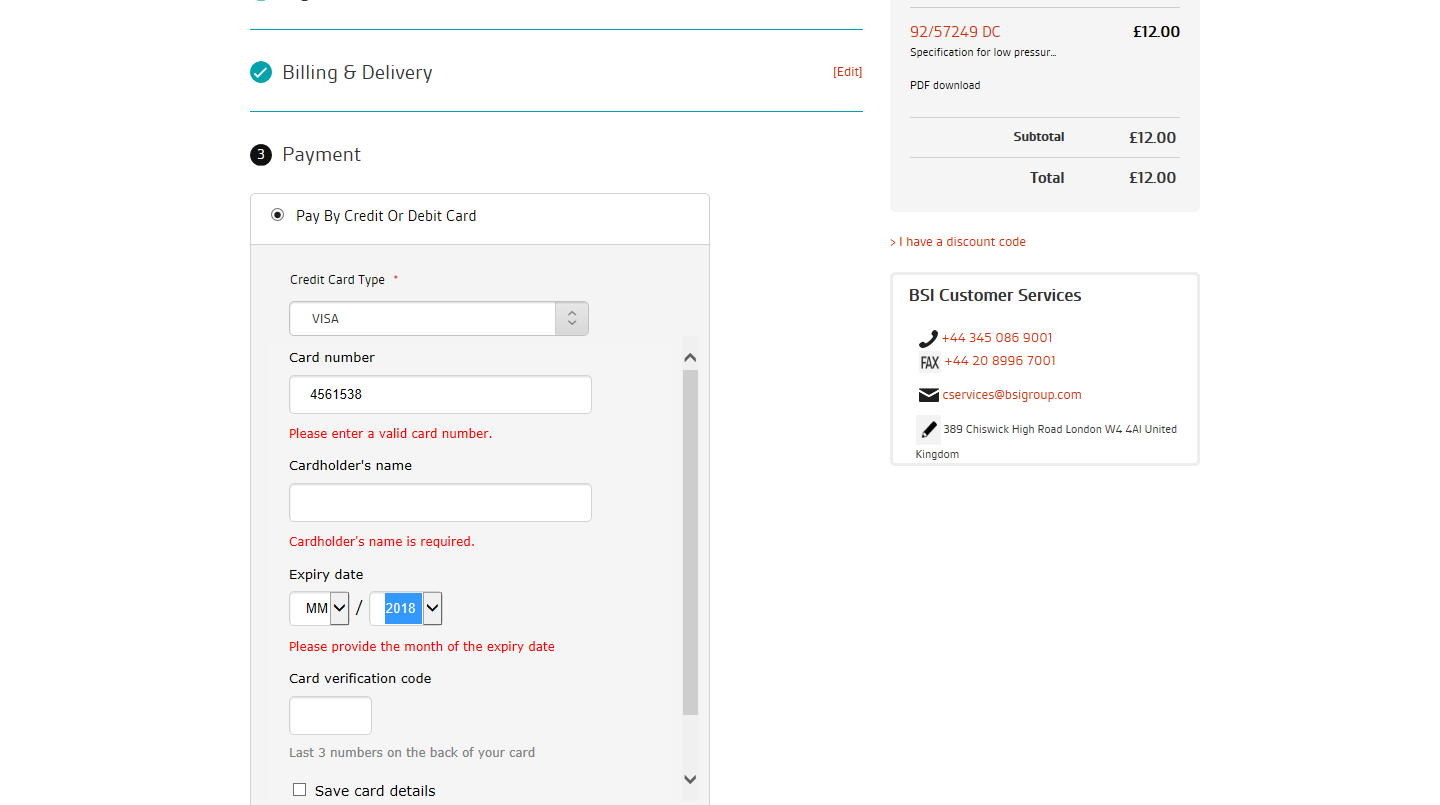 Billing & Delivery
[Edit]
3 Payment
Pay By Credit Or Debit Card
Credit Card Type *
VISA
Card number
4561538
Please enter a valid card number.
Cardholder's name
Cardholder's name is required.
Expiry date
MM / 2018
Please provide the month of the expiry date
Card verification code
Last 3 numbers on the back of your card
Save card details
92/57249 DC £12.00
Specification for low pressur...
PDF download
Subtotal £12.00
Total £12.00
> I have a discount code
BSI Customer Services
+44 345 086 9001
FAX +44 20 8996 7001
cservices@bsigroup.com
389 Chiswick High Road London W4 4Al United
Kingdom